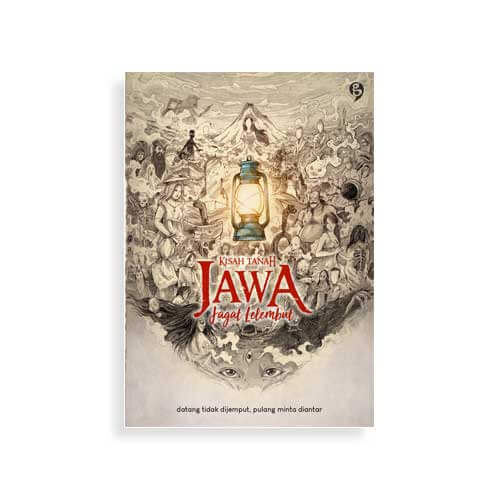 KISAH TANAH
JAWA
Jagat Lelembut
datang tidak dijemput, pulang minta diantar